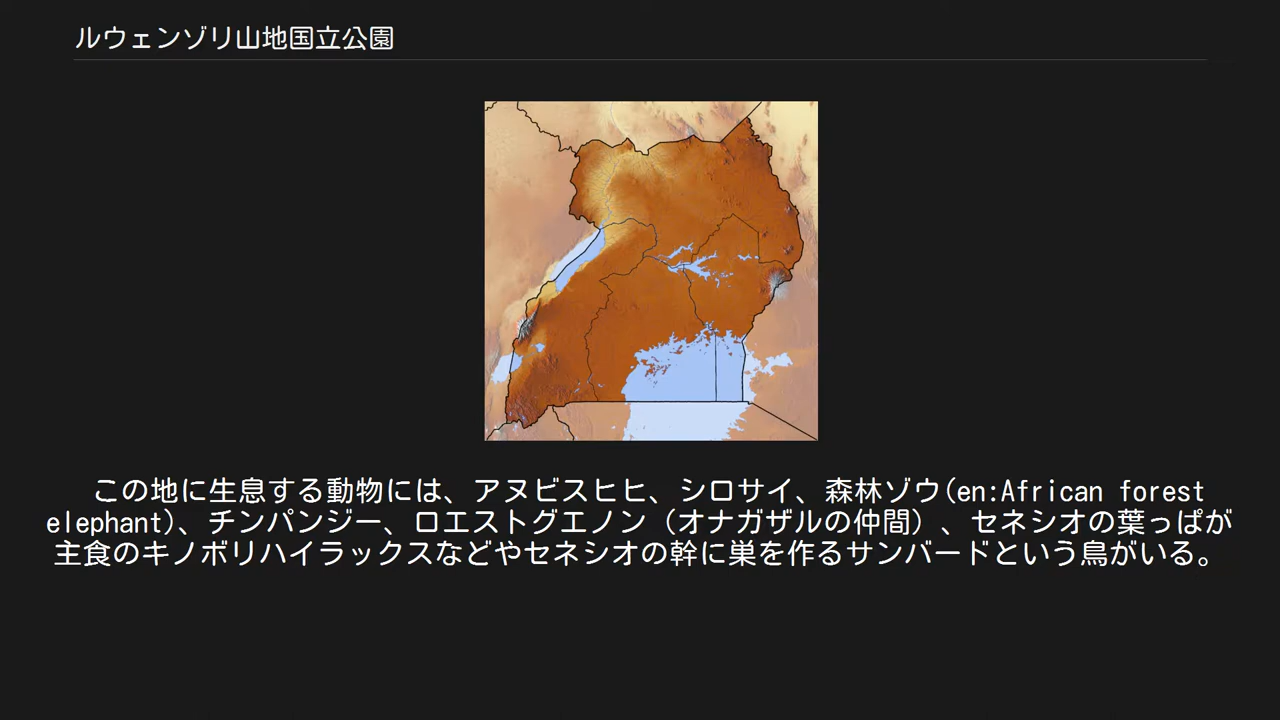 ルウェンゾリ山地国立公園
この地に生息する動物には、アヌビスヒヒ、シロサイ、森林ゾウ(en:African forest
elephant)、チンパンジー、ロエストグエノン（オナガザルの仲間）、セネシオの葉っぱが
主食のキノボリハイラックスなどやセネシオの幹に巣を作るサンバードという鳥がいる。